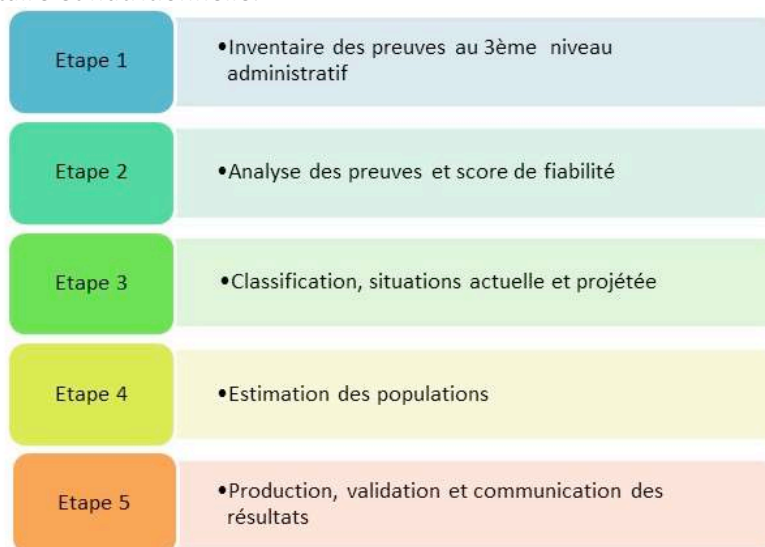 Etape 1
•Inventaire des preuves au 3ème niveau
administratif
Etape 2
•Analyse des preuves et score de fiabilité
Etape 3
•Classification, situations actuelle et projétée
Etape 4
•Estimation des populations
Etape 5
•Production, validation et communication des
résultats